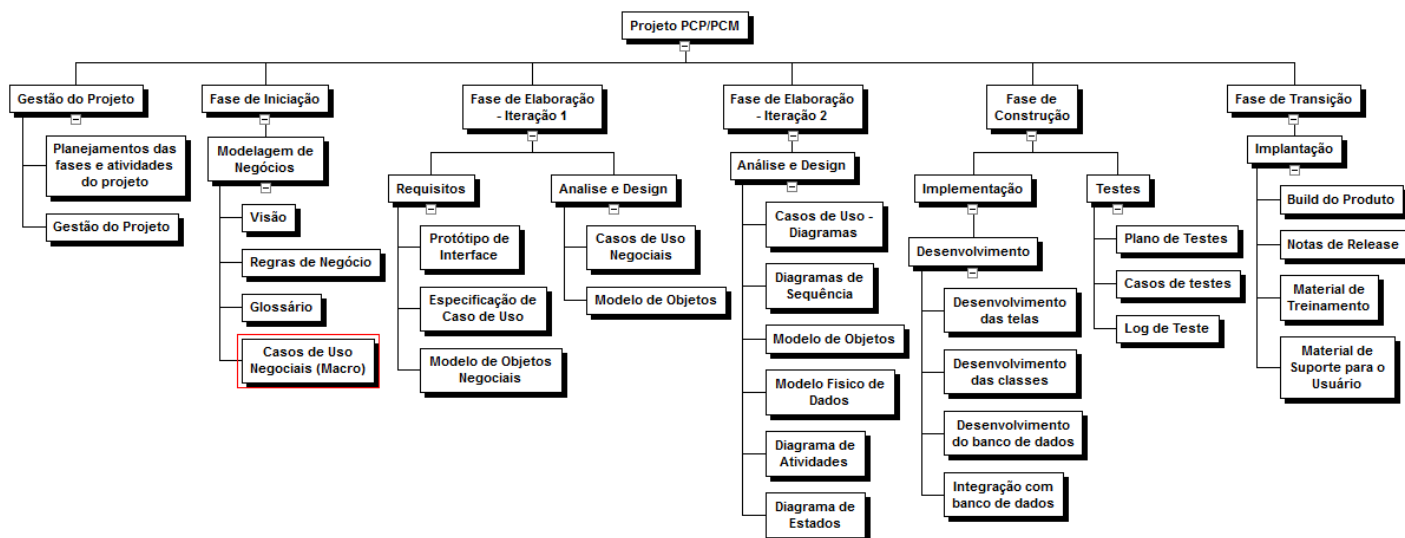 Projeto PCP/PCM
Gestão do Projeto
Planejamentos das
fases e atividades
do projeto
Gestão do Projeto
Fase de Iniciação
Modelagem de
Negócios
Visão
Regras de Negócio
Glossário
Casos de Uso
Negociais (Macro)
Fase de Elaboração
- Iteração 1
Requisitos
Protótipo de
Interface
Especificação de
Caso de Uso
Modelo de Objetos
Negociais
Analise e Design
Casos de Uso
Negociais
Modelo de Objetos
Fase de Elaboração
- Iteração 2
Análise e Design
Casos de Uso -
Diagramas
Diagramas de
Sequência
Modelo de Objetos
Modelo Fisico de
Dados
Diagrama de
Atividades
Diagrama de
Estados
Fase de
Construção
Implementação
Desenvolvimento
Desenvolvimento
das telas
Desenvolvimento
das classes
Desenvolvimento
do banco de dados
Integração com
banco de dados
Testes
Plano de Testes
Casos de testes
Log de Teste
Fase de Transição
Implantação
Build do Produto
Notas de Release
Material de
Treinamento
Material de
Suporte para o
Usuário